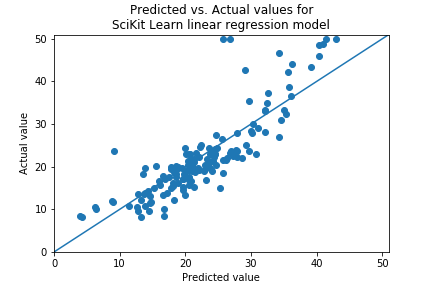 Predicted vs. Actual values for
SciKit Learn linear regression model
50
40
30
20
10
0
Actual value
0 10 20 30 40 50
Predicted value